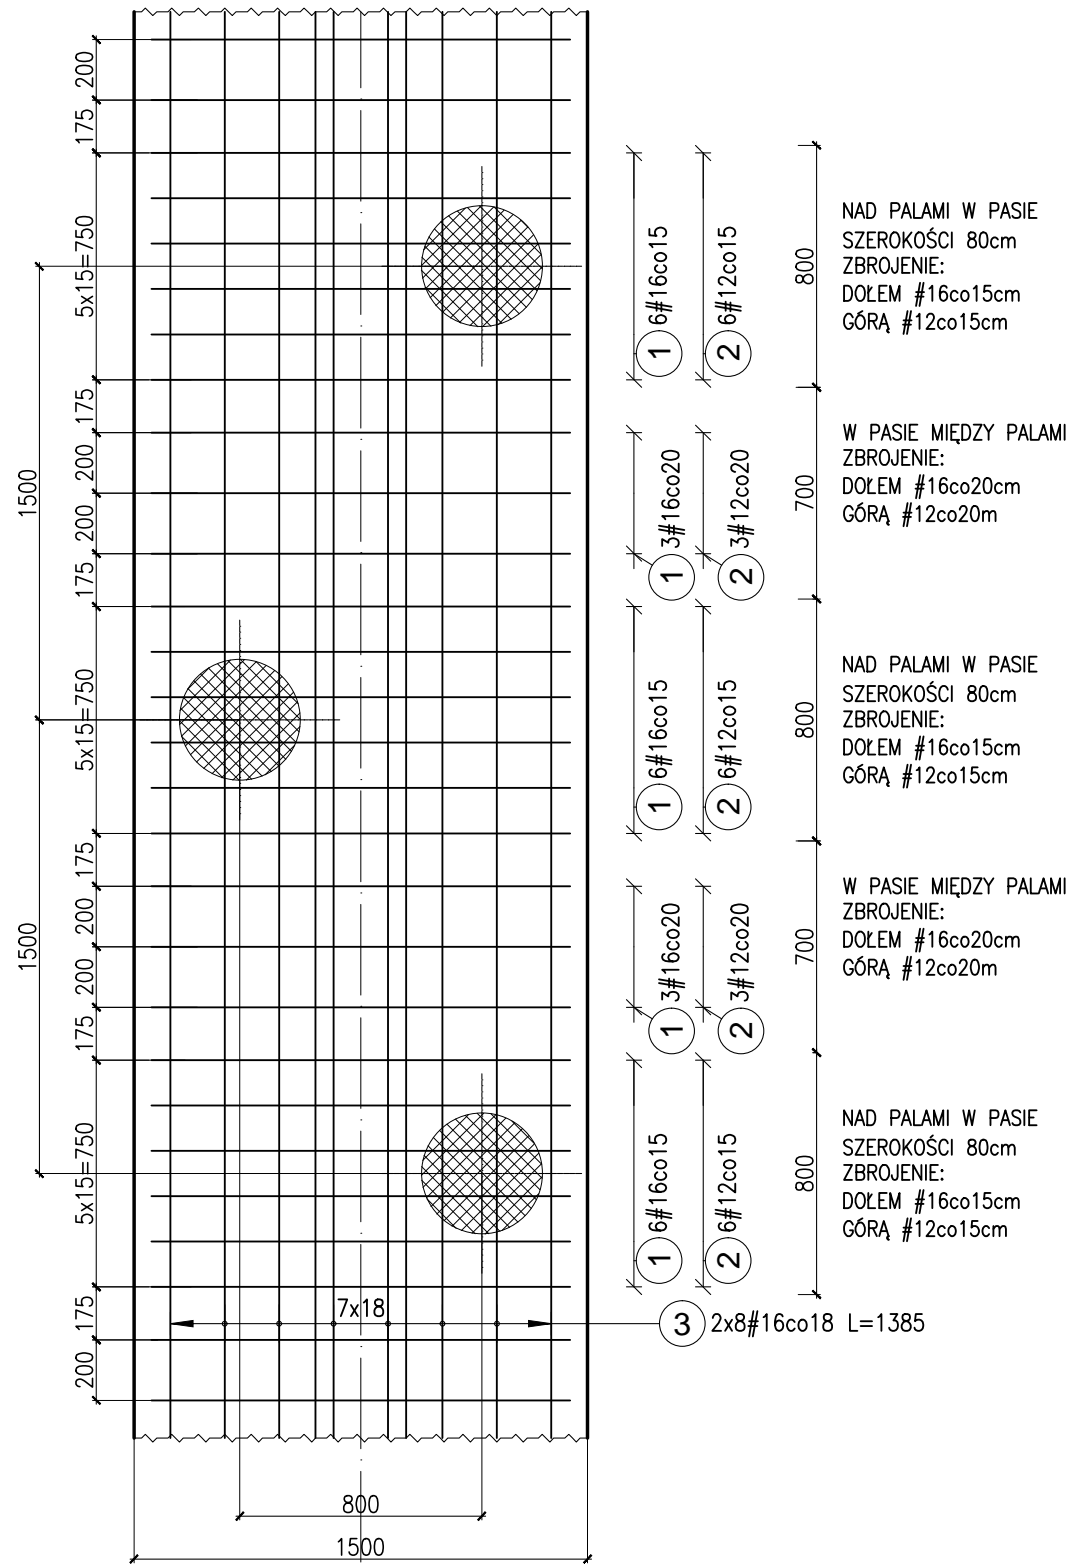 200
175
5x15=750
175
200
200
175
5x15=750
175
200
200
175
5x15=750
175
200
1500
1500
1 6#16co15
2 6#12co15
800
NAD PALAMI W PASIE
SZEROKOŚCI 80cm
ZBROJENIE:
DOŁEM #16co15cm
GÓRĄ #12co15cm
1 3#16co20
2 3#12co20
700
W PASIE MIĘDZY PALAMI
ZBROJENIE:
DOŁEM #16co20cm
GÓRĄ #12co20m
1 6#16co15
2 6#12co15
800
NAD PALAMI W PASIE
SZEROKOŚCI 80cm
ZBROJENIE:
DOŁEM #16co15cm
GÓRĄ #12co15cm
1 3#16co20
2 3#12co20
700
W PASIE MIĘDZY PALAMI
ZBROJENIE:
DOŁEM #16co20cm
GÓRĄ #12co20m
1 6#16co15
2 6#12co15
800
NAD PALAMI W PASIE
SZEROKOŚCI 80cm
ZBROJENIE:
DOŁEM #16co15cm
GÓRĄ #12co15cm
7x18
3 2x8#16co18 L=1385
800
1500